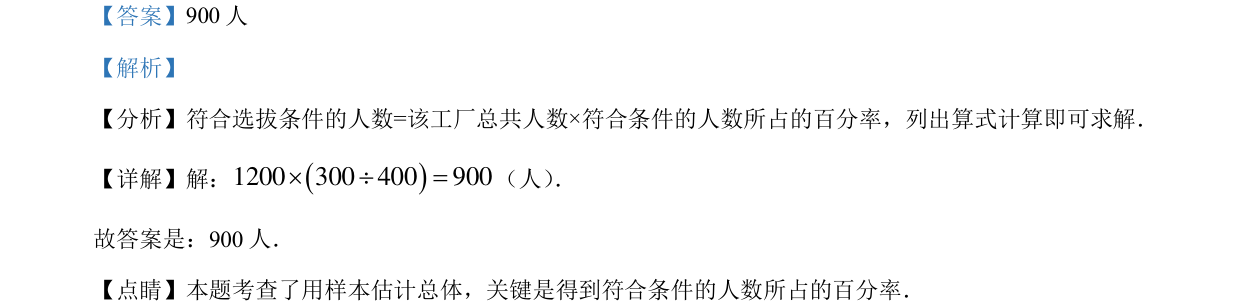 【答案】900 人
【解析】
【分析】符合选拔条件的人数=该工厂总共人数×符合条件的人数所占的百分率，列出算式计算即可求解．
【详解】解：1200×(300÷400)=900（人）．
故答案是：900 人．
【点睛】本题考查了用样本估计总体，关键是得到符合条件的人数所占的百分率．